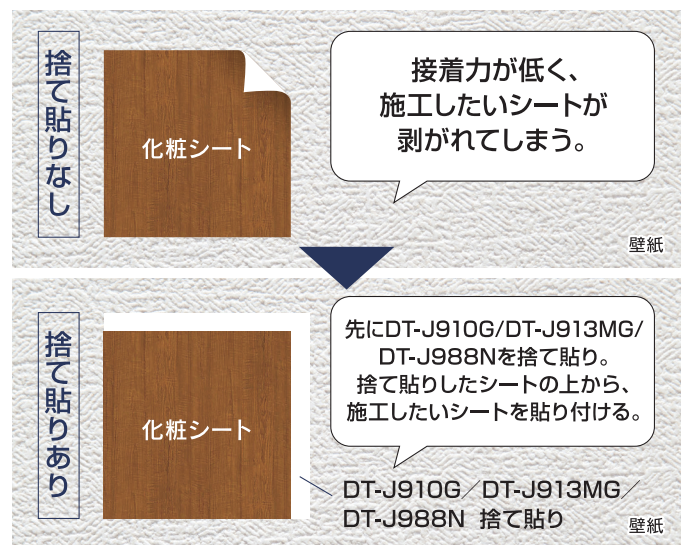 捨て貼りなし
化粧シート
接着力が低く、
施工したいシートが
剥がれてしまう。
壁紙
捨て貼りあり
化粧シート
先にDT-J910G/DT-J913MG/
DT-J988Nを捨て貼り。
捨て貼りしたシートの上から、
施工したいシートを貼り付ける。
DT-J910G／DT-J913MG／
DT-J988N 捨て貼り
壁紙